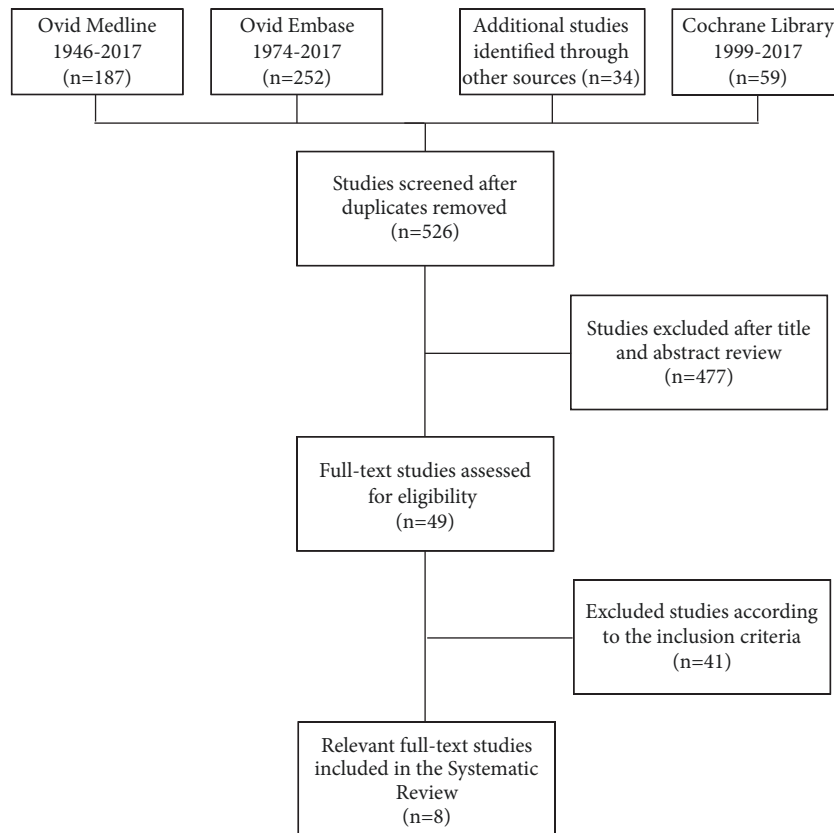 Ovid Medline
1946-2017
(n=187)
Ovid Embase
1974-2017
(n=252)
Additional studies
identified through
other sources (n=34)
Cochrane Library
1999-2017
(n=59)
Studies screened after
duplicates removed
(n=526)
Studies excluded after title
and abstract review
(n=477)
Full-text studies assessed
for eligibility
(n=49)
Excluded studies according
to the inclusion criteria
(n=41)
Relevant full-text studies
included in the Systematic
Review
(n=8)